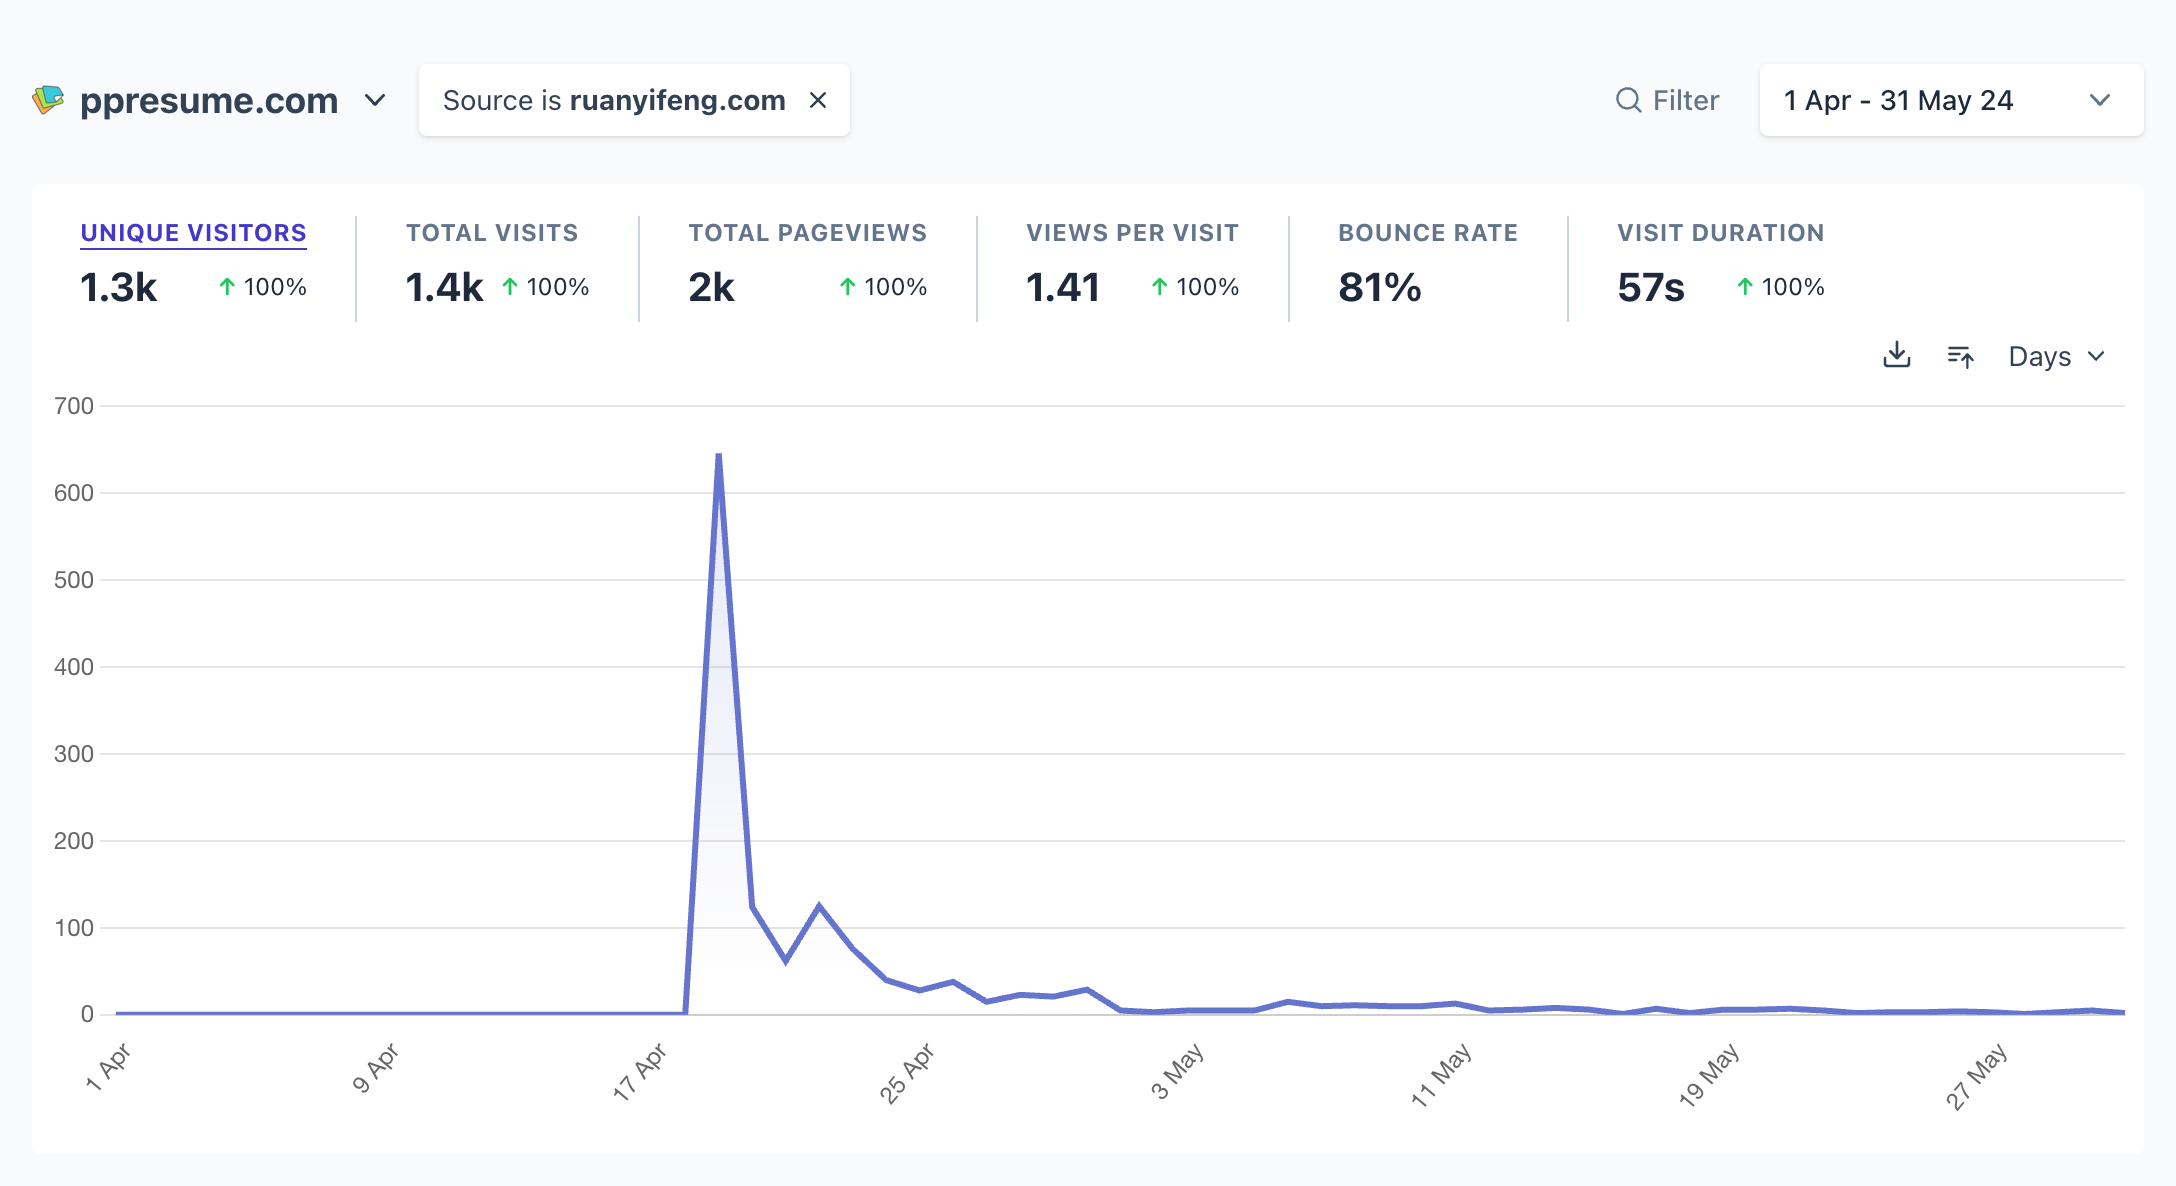 ppresume.com
Source is ruanyifeng.com
Filter
1 Apr - 31 May 24
UNIQUE VISITORS
1.3k 100%
TOTAL VISITS
1.4k 100%
TOTAL PAGEVIEWS
2k 100%
VIEWS PER VISIT
1.41 100%
BOUNCE RATE
81%
VISIT DURATION
57s 100%
Days
700
600
500
400
300
200
100
0
1 Apr
9 Apr
17 Apr
25 Apr
3 May
11 May
19 May
27 May